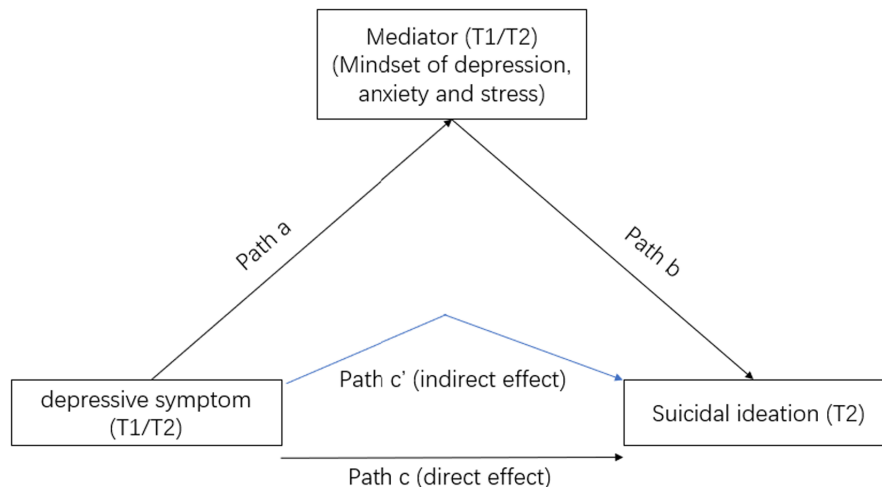 Mediator (T1/T2)
(Mindset of depression,
anxiety and stress)
Path a
Path b
Path c' (indirect effect)
depressive symptom
(T1/T2)
Suicidal ideation (T2)
Path c (direct effect)